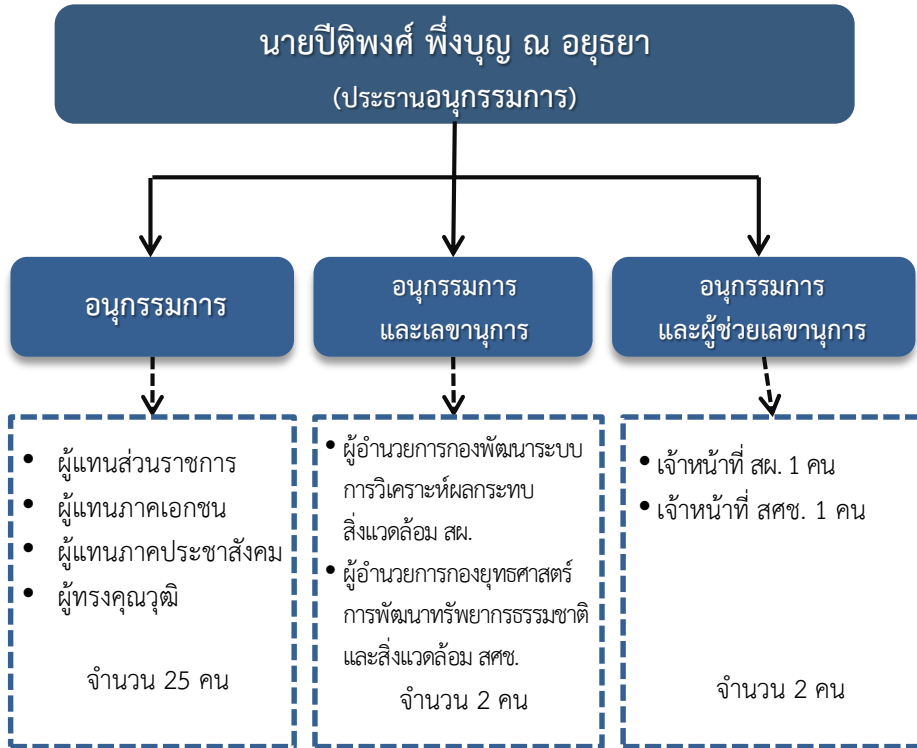 นายปีติพงศ์ พึ่งบุญ ณ อยุธยา
(ประธานอนุกรรมการ)
อนุกรรมการ
อนุกรรมการ
และเลขานุการ
อนุกรรมการ
และผู้ช่วยเลขานุการ
• ผู้แทนส่วนราชการ
• ผู้แทนภาคเอกชน
• ผู้แทนภาคประชาสังคม
• ผู้ทรงคุณวุฒิ
จำนวน 25 คน
• ผู้อำนวยการกองพัฒนาระบบ
การวิเคราะห์ผลกระทบ
สิ่งแวดล้อม สผ.
• ผู้อำนวยการกองยุทธศาสตร์
การพัฒนาทรัพยากรธรรมชาติ
และสิ่งแวดล้อม สศช.
จำนวน 2 คน
• เจ้าหน้าที่ สผ. 1 คน
• เจ้าหน้าที่ สศช. 1 คน
จำนวน 2 คน